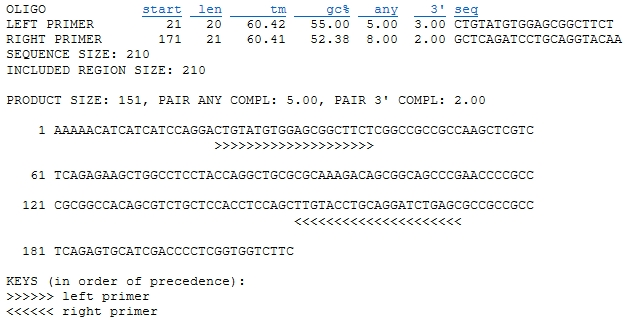 OLIGO start len tm gc% any 3' seq
LEFT PRIMER 21 20 60.42 55.00 5.00 3.00 CTGTATGTGGAGCGGCTTCT
RIGHT PRIMER 171 21 60.41 52.38 8.00 2.00 GCTCAGATCCTGCAGGTACAA
SEQUENCE SIZE: 210
INCLUDED REGION SIZE: 210
PRODUCT SIZE: 151, PAIR ANY COMPL: 5.00, PAIR 3' COMPL: 2.00
1 AAAAACATCATCATCCAGGACTGTATGTGGAGCGGCTTCTCGGCCGCCGCCAAGCTCGTC
>>>>>>>>>>>>>>>>>>>>
61 TCAGAGAAGCTGGCCTCCTACCAGGCTGCGCGCAAAGACAGCGGCAGCCCGAACCCCGCC
121 CGCGGCCACAGCGTCTGCTCCACCTCCAGCTTGTACCTGCAGGATCTGAGCGCCGCCGCC
<<<<<<<<<<<<<<<<<<<<<
181 TCAGAGTGCATCGACCCCTCGGTGGTCTTC
KEYS (in order of precedence):
>>>>>> left primer
<<<<<< right primer